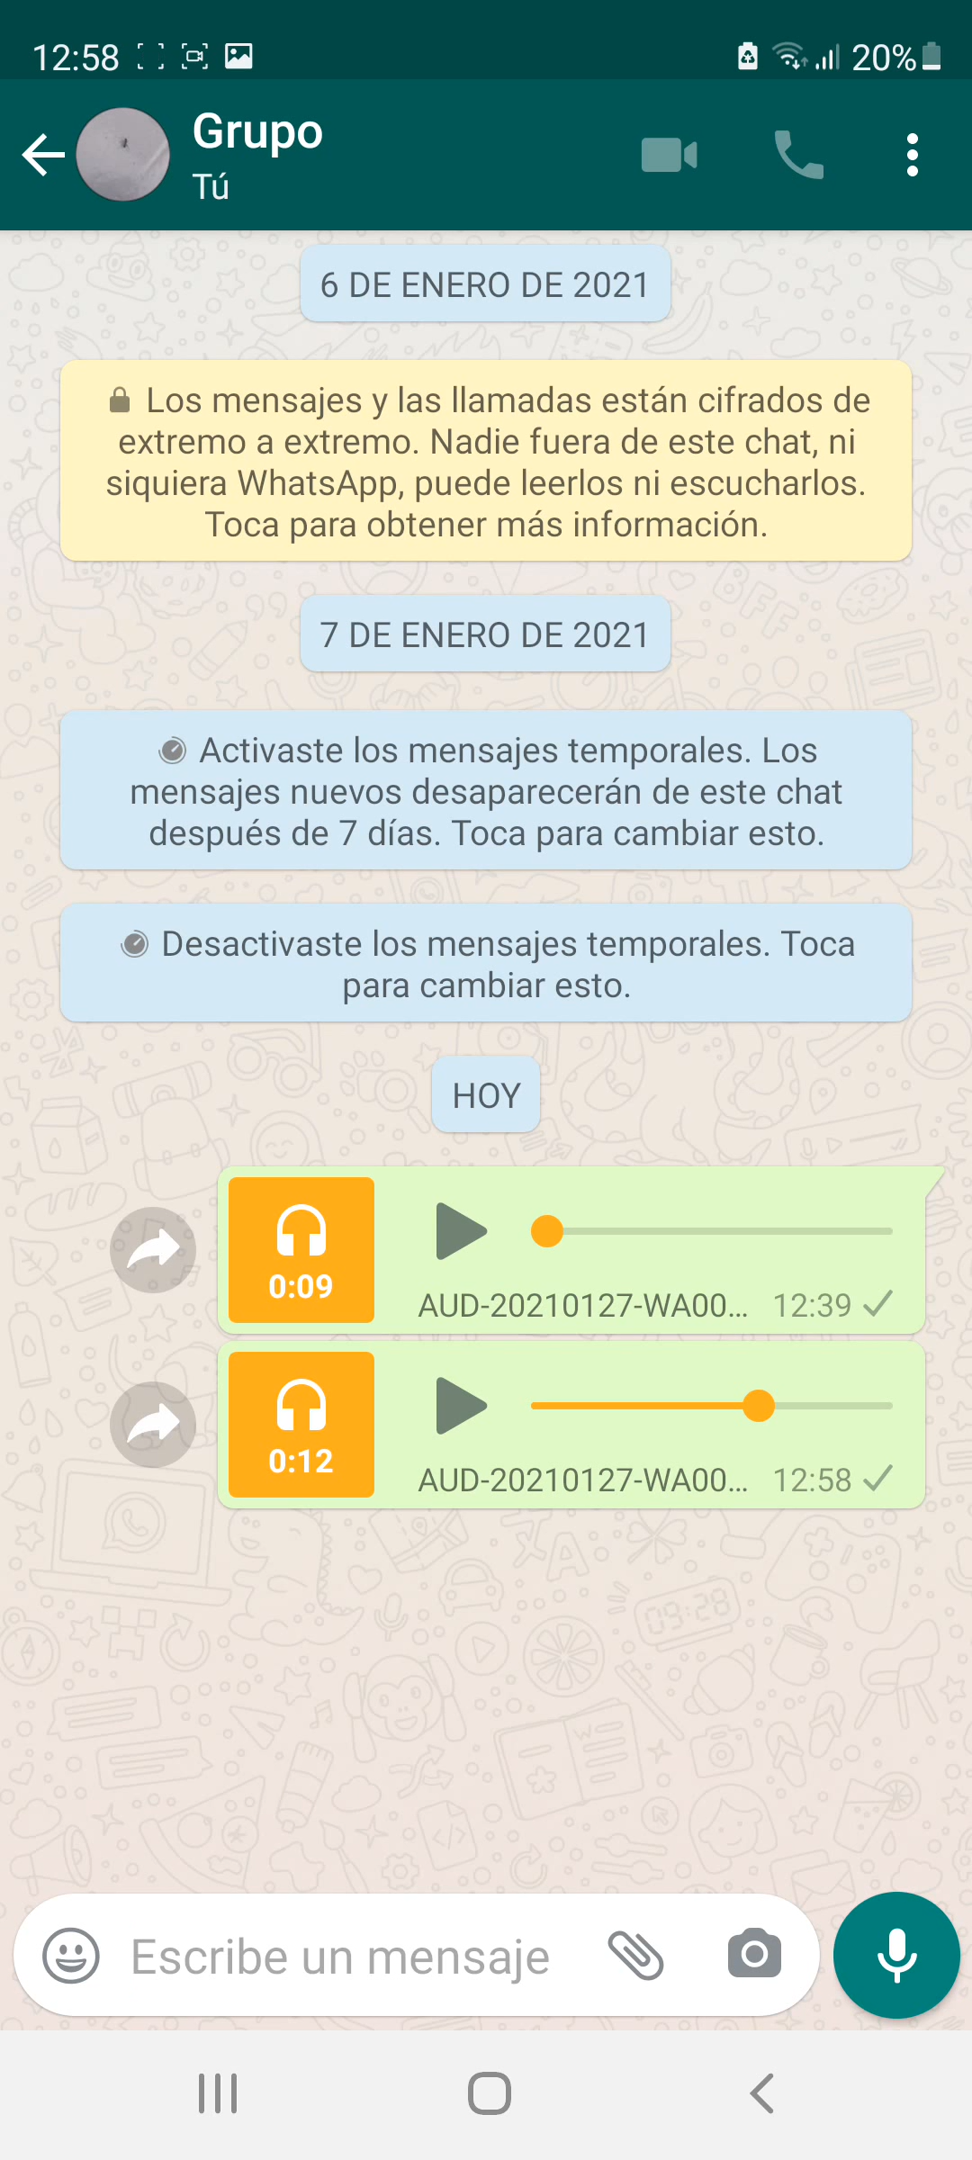 12:58 20%
Grupo
Tú
6 DE ENERO DE 2021
Los mensajes y las llamadas están cifrados de
extremo a extremo. Nadie fuera de este chat, ni
siquiera WhatsApp, puede leerlos ni escucharlos.
Toca para obtener más información.
7 DE ENERO DE 2021
Activaste los mensajes temporales. Los
mensajes nuevos desaparecerán de este chat
después de 7 días. Toca para cambiar esto.
Desactivaste los mensajes temporales. Toca
para cambiar esto.
HOY
0:09
AUD-20210127-WA00... 12:39
0:12
AUD-20210127-WA00... 12:58
Escribe un mensaje